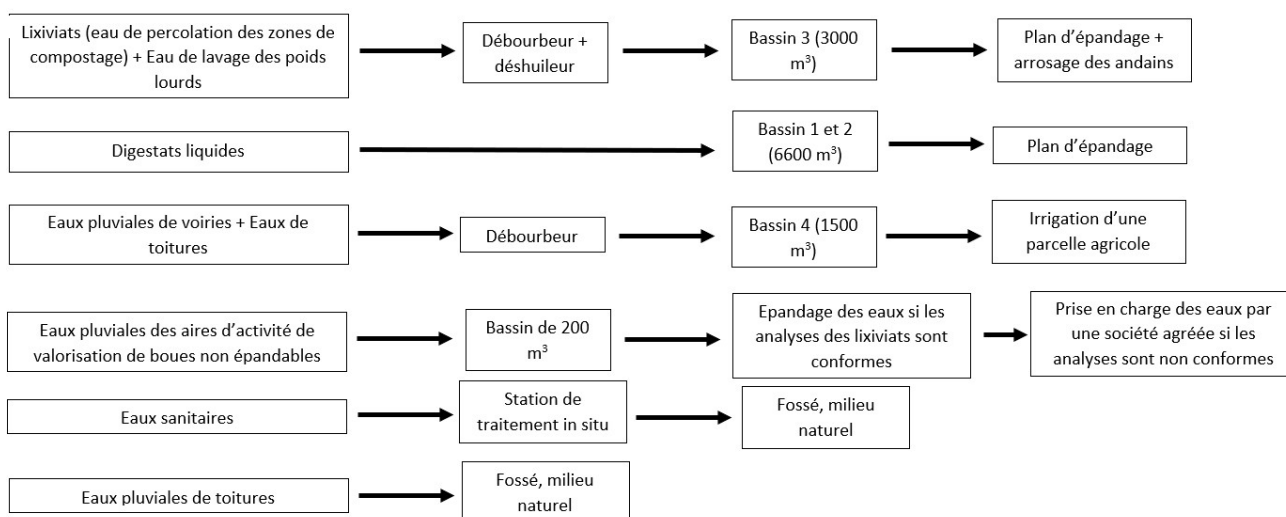 Lixiviats (eau de percolation des zones de
compostage) + Eau de lavage des poids
lourds
Débourbeur +
déshuileur
Bassin 3 (3000
m³)
Plan d'épandage +
arrosage des andains
Digestats liquides
Bassin 1 et 2
(6600 m³)
Plan d'épandage
Eaux pluviales de voiries + Eaux de
toitures
Débourbeur
Bassin 4 (1500
m³)
Irrigation d'une
parcelle agricole
Eaux pluviales des aires d'activité de
valorisation de boues non épandables
Bassin de 200
m³
Epandage des eaux si les
analyses des lixiviats sont
conformes
Prise en charge des eaux par
une société agréée si les
analyses sont non conformes
Eaux sanitaires
Station de
traitement in situ
Fossé, milieu
naturel
Eaux pluviales de toitures
Fossé, milieu
naturel